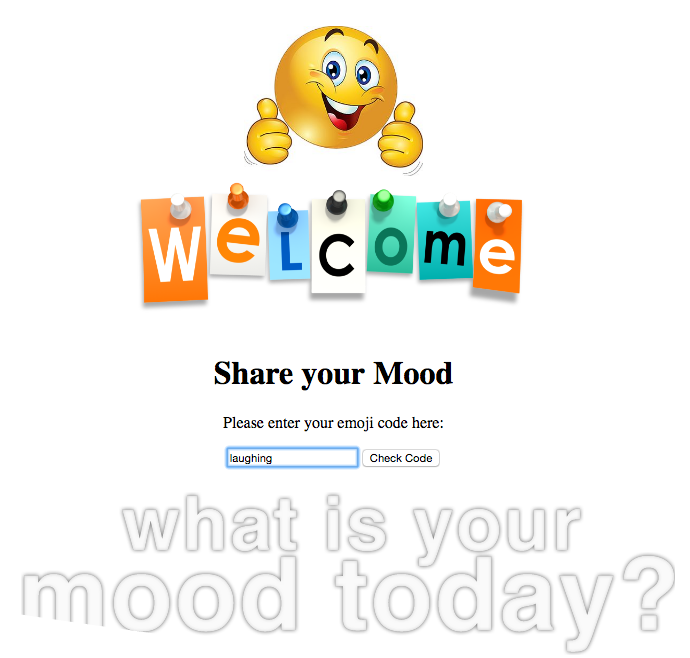 WeLcome
Share your Mood
Please enter your emoji code here:
laughing Check Code
what is your
mood today?